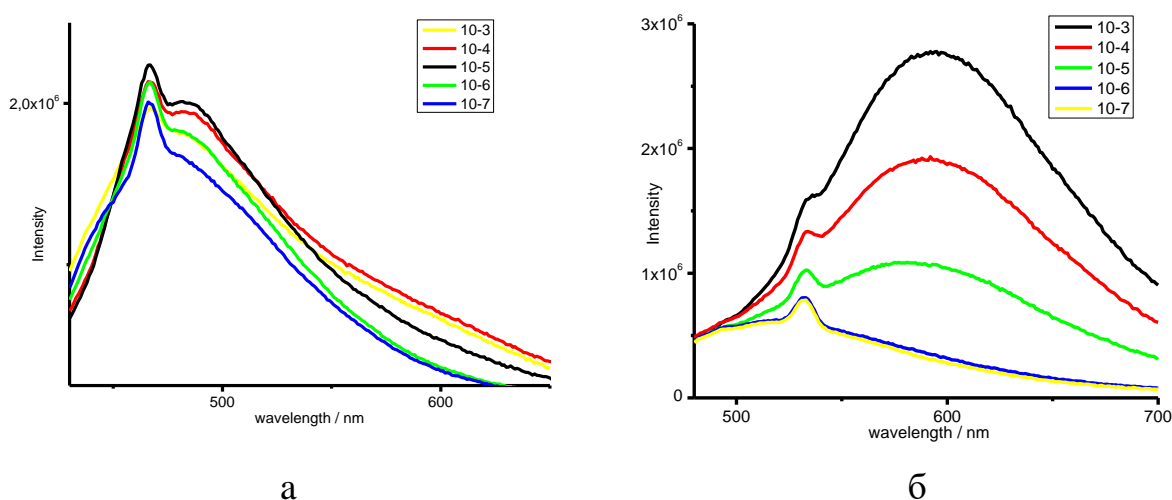 10-3
10-4
10-5
10-6
10-7
2,0x10⁶
Intensity
500
600
wavelength / nm
а
10-3
10-4
10-5
10-6
10-7
3x10⁶
2x10⁶
1x10⁶
0
Intensity
500
600
700
wavelength / nm
б